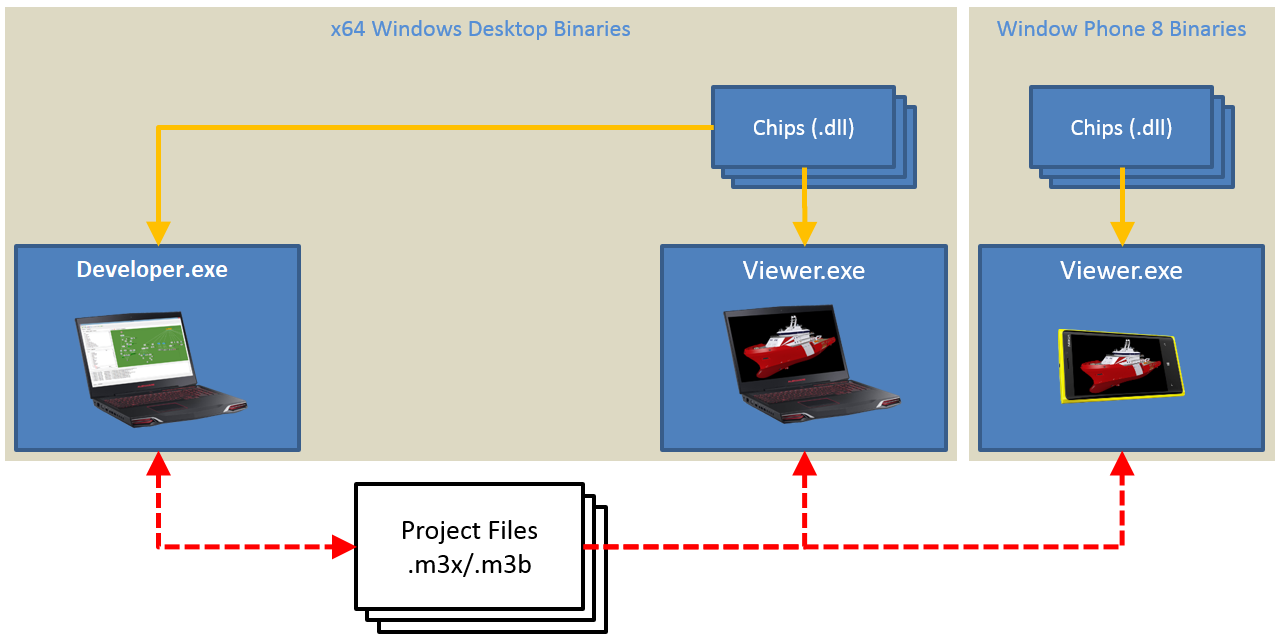 x64 Windows Desktop Binaries
Window Phone 8 Binaries
Chips (.dll)
Chips (.dll)
Developer.exe
Viewer.exe
Viewer.exe
Project Files
.m3x/.m3b